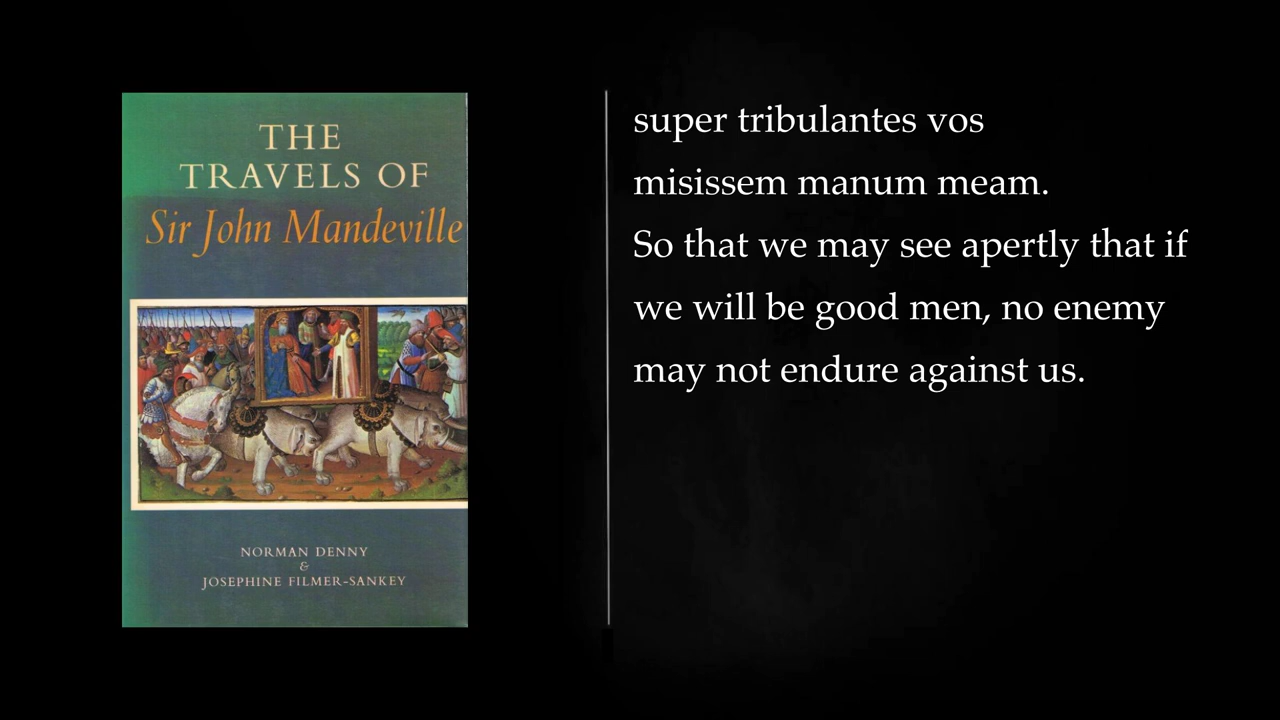 THE
TRAVELS OF
Sir John Mandeville
NORMAN DENNY
&
JOSEPHINE FILMER-SANKEY
super tribulantes vos
misissem manum meam.
So that we may see apertly that if
we will be good men, no enemy
may not endure against us.